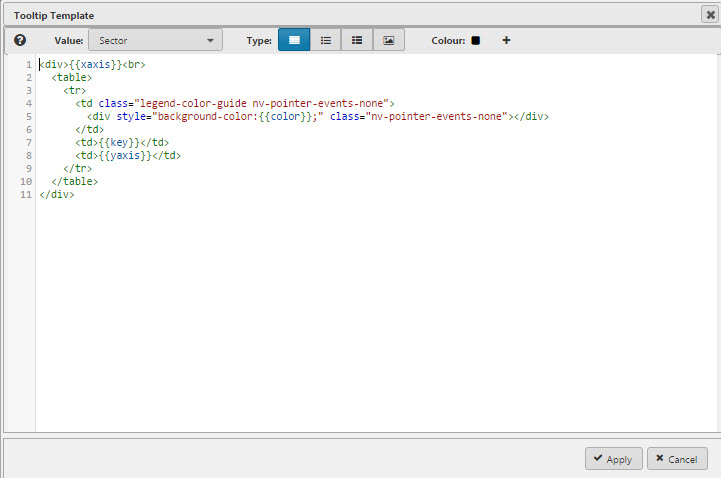 Tooltip Template
Value: Sector Type: Colour:
1 <div>{{xaxis}}<br>
2   <table>
3     <tr>
4       <td class="legend-color-guide nv-pointer-events-none">
5         <div style="background-color:{{color}};" class="nv-pointer-events-none"></div>
6       </td>
7       <td>{{key}}</td>
8       <td>{{yaxis}}</td>
9     </tr>
10   </table>
11 </div>
Apply Cancel